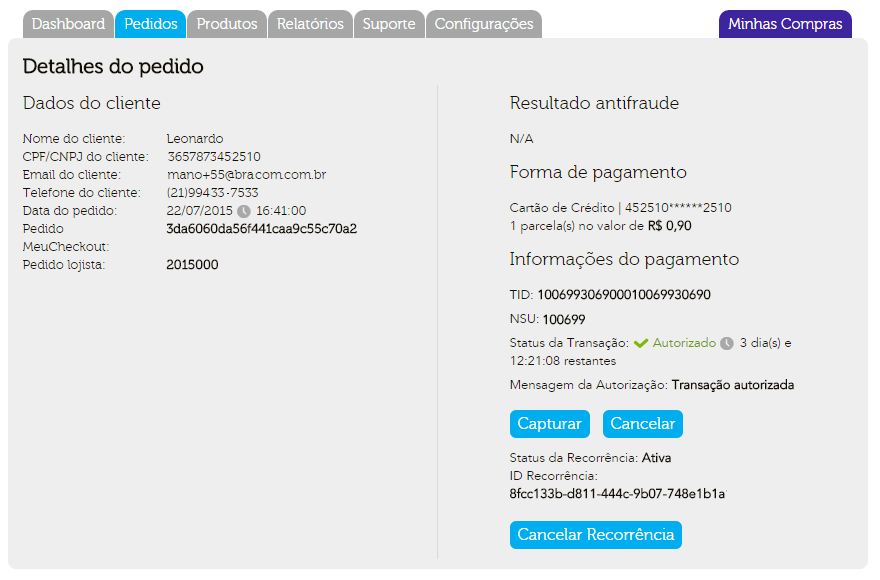 Dashboard Pedidos Produtos Relatórios Suporte Configurações Minhas Compras
Detalhes do pedido
Dados do cliente
Nome do cliente: Leonardo
CPF/CNPJ do cliente: 3657873452510
Email do cliente: mano+55@bra.com.com.br
Telefone do cliente: (21)99433-7533
Data do pedido: 22/07/2015 16:41:00
Pedido 3da6060da56f441caa9c55c70a2
MeuCheckout:
Pedido lojista: 2015000
Resultado antifraude
N/A
Forma de pagamento
Cartão de Crédito | 452510******2510
1 parcela(s) no valor de R$ 0,90
Informações do pagamento
TID: 100699306900010069930690
NSU: 100699
Status da Transação: Autorizado 3 dia(s) e
12:21:08 restantes
Mensagem da Autorização: Transação autorizada
Capturar Cancelar
Status da Recorrência: Ativa
ID Recorrência:
8fcc133b-d811-444c-9b07-748e1b1a
Cancelar Recorrência